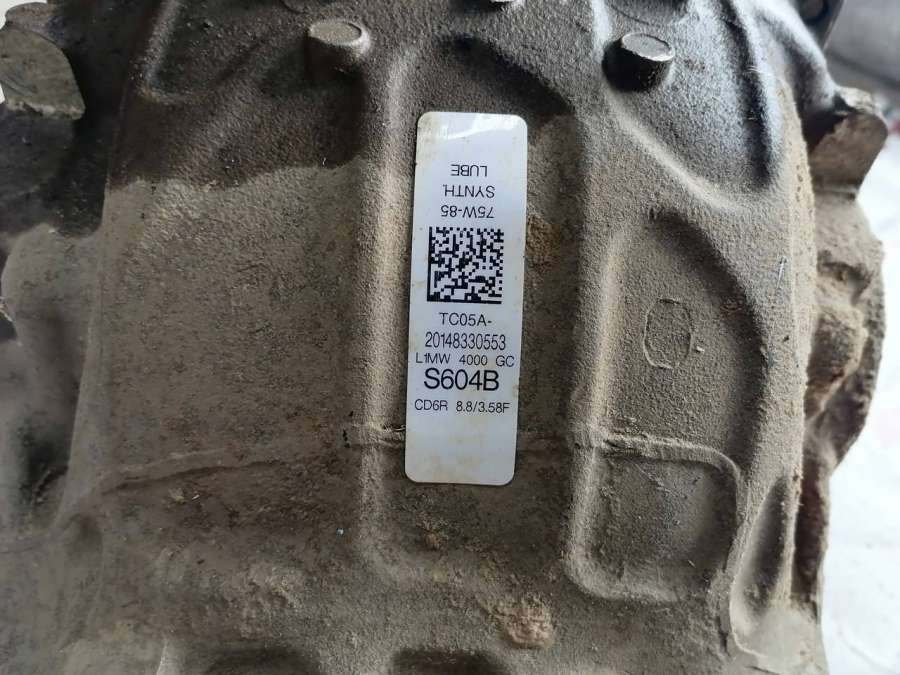 75W-85
SYNTH.
LUBE
TC05A-
20148330553
L1MW 4000 GC
S604B
CD6R 8.8/3.58F